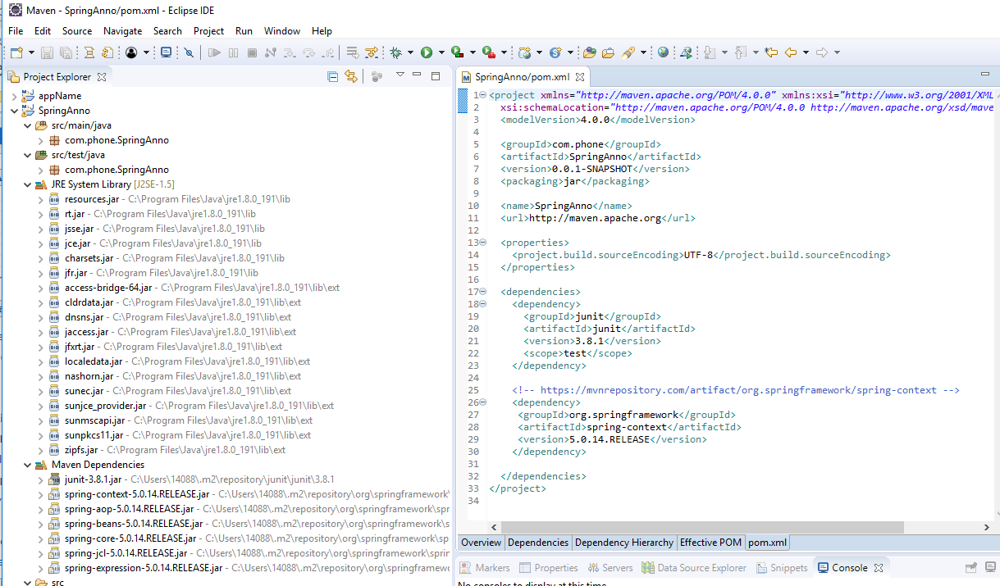 Maven - SpringAnno/pom.xml - Eclipse IDE
File Edit Source Navigate Search Project Run Window Help
Project Explorer
appName
SpringAnno
src/main/java
com.phone.SpringAnno
src/test/java
com.phone.SpringAnno
JRE System Library [J2SE-1.5]
resources.jar - C:\Program Files\Java\jre1.8.0_191\lib
rt.jar - C:\Program Files\Java\jre1.8.0_191\lib
jsse.jar - C:\Program Files\Java\jre1.8.0_191\lib
jce.jar - C:\Program Files\Java\jre1.8.0_191\lib
charsets.jar - C:\Program Files\Java\jre1.8.0_191\lib
jfr.jar - C:\Program Files\Java\jre1.8.0_191\lib
access-bridge-64.jar - C:\Program Files\Java\jre1.8.0_191\lib\ext
cldrdata.jar - C:\Program Files\Java\jre1.8.0_191\lib\ext
dnsns.jar - C:\Program Files\Java\jre1.8.0_191\lib\ext
jaccess.jar - C:\Program Files\Java\jre1.8.0_191\lib\ext
jfxrt.jar - C:\Program Files\Java\jre1.8.0_191\lib\ext
localedata.jar - C:\Program Files\Java\jre1.8.0_191\lib\ext
nashorn.jar - C:\Program Files\Java\jre1.8.0_191\lib\ext
sunec.jar - C:\Program Files\Java\jre1.8.0_191\lib\ext
sunjce_provider.jar - C:\Program Files\Java\jre1.8.0_191\lib\ext
sunmscapi.jar - C:\Program Files\Java\jre1.8.0_191\lib\ext
sunpkcs11.jar - C:\Program Files\Java\jre1.8.0_191\lib\ext
zipfs.jar - C:\Program Files\Java\jre1.8.0_191\lib\ext
Maven Dependencies
junit-3.8.1.jar - C:\Users\14088\.m2\repository\junit\junit\3.8.1
spring-context-5.0.14.RELEASE.jar - C:\Users\14088\.m2\repository\org\springframework\
spring-aop-5.0.14.RELEASE.jar - C:\Users\14088\.m2\repository\org\springframework\spr
spring-beans-5.0.14.RELEASE.jar - C:\Users\14088\.m2\repository\org\springframework\s
spring-core-5.0.14.RELEASE.jar - C:\Users\14088\.m2\repository\org\springframework\sp
spring-jcl-5.0.14.RELEASE.jar - C:\Users\14088\.m2\repository\org\springframework\sprin
spring-expression-5.0.14.RELEASE.jar - C:\Users\14088\.m2\repository\org\springframew
src
SpringAnno/pom.xml
1 <project xmlns="http://maven.apache.org/POM/4.0.0" xmlns:xsi="http://www.w3.org/2001/XML
2 xsi:schemaLocation="http://maven.apache.org/POM/4.0.0 http://maven.apache.org/xsd/mave
3 <modelVersion>4.0.0</modelVersion>
4
5 <groupId>com.phone</groupId>
6 <artifactId>SpringAnno</artifactId>
7 <version>0.0.1-SNAPSHOT</version>
8 <packaging>jar</packaging>
9
10 <name>SpringAnno</name>
11 <url>http://maven.apache.org</url>
12
13 <properties>
14 <project.build.sourceEncoding>UTF-8</project.build.sourceEncoding>
15 </properties>
16
17 <dependencies>
18 <dependency>
19 <groupId>junit</groupId>
20 <artifactId>junit</artifactId>
21 <version>3.8.1</version>
22 <scope>test</scope>
23 </dependency>
24
25 <!-- https://mvnrepository.com/artifact/org.springframework/spring-context -->
26 <dependency>
27 <groupId>org.springframework</groupId>
28 <artifactId>spring-context</artifactId>
29 <version>5.0.14.RELEASE</version>
30 </dependency>
31
32 </dependencies>
33 </project>
34
Overview Dependencies Dependency Hierarchy Effective POM pom.xml
Markers Properties Servers Data Source Explorer Snippets Console
No consoles to display at this time.